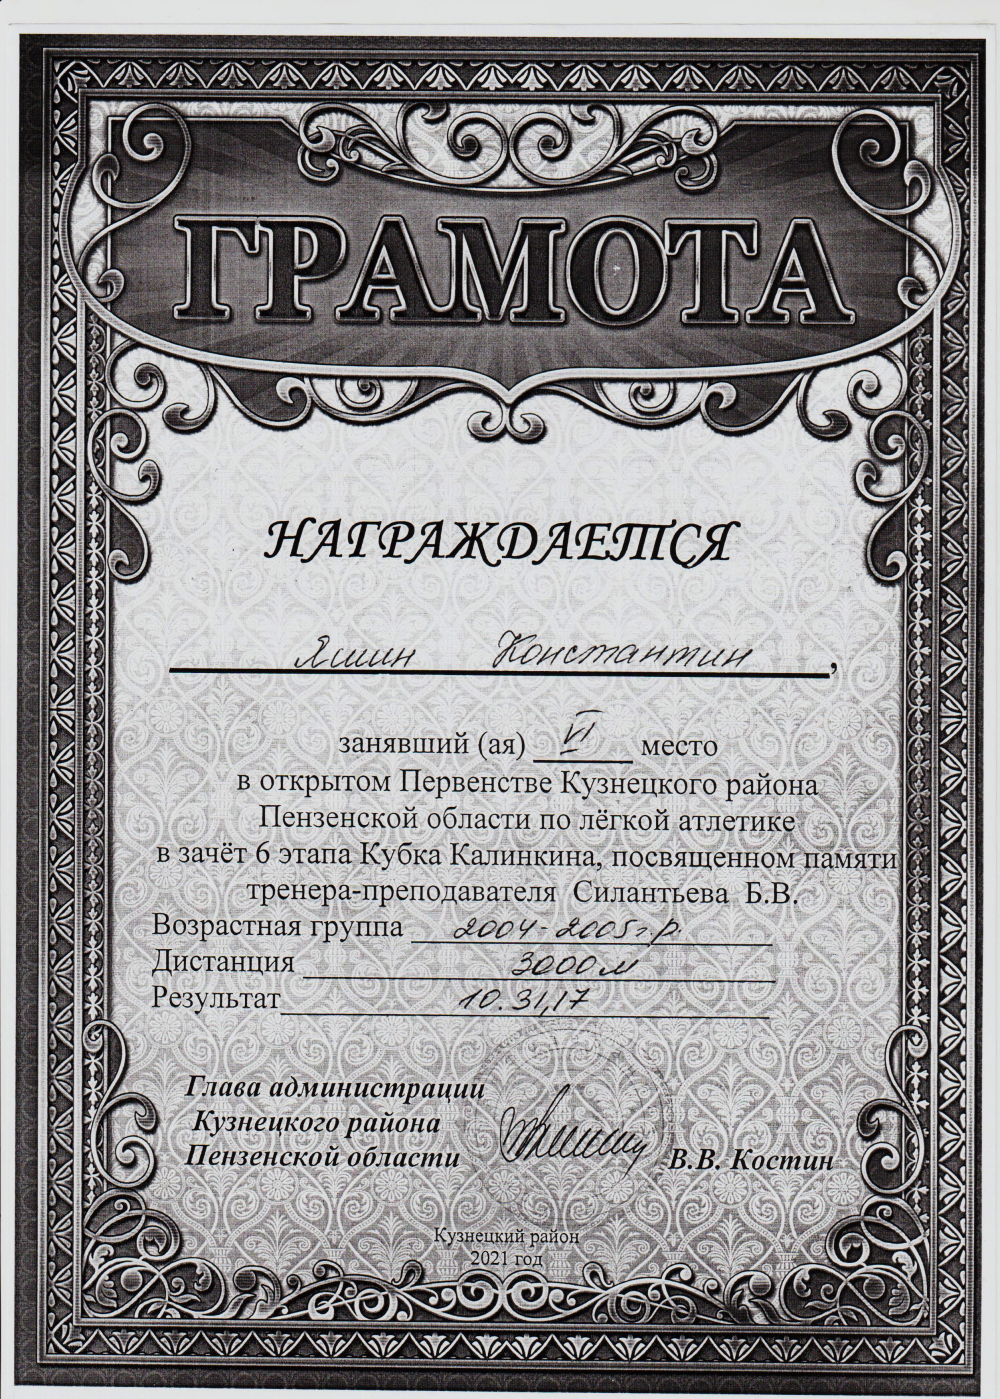 ГРАМОТА
НАГРАЖДАЕТСЯ
Яшин Константин,
занявший (ая) VI место
в открытом Первенстве Кузнецкого района
Пензенской области по лёгкой атлетике
в зачёт 6 этапа Кубка Калинкина, посвященном памяти
тренера-преподавателя Силантьева Б.В.
Возрастная группа 2004-2005г.р.
Дистанция 3000м
Результат 10.31,17
Глава администрации
Кузнецкого района
Пензенской области В.В. Костин
Кузнецкий район
2021 год